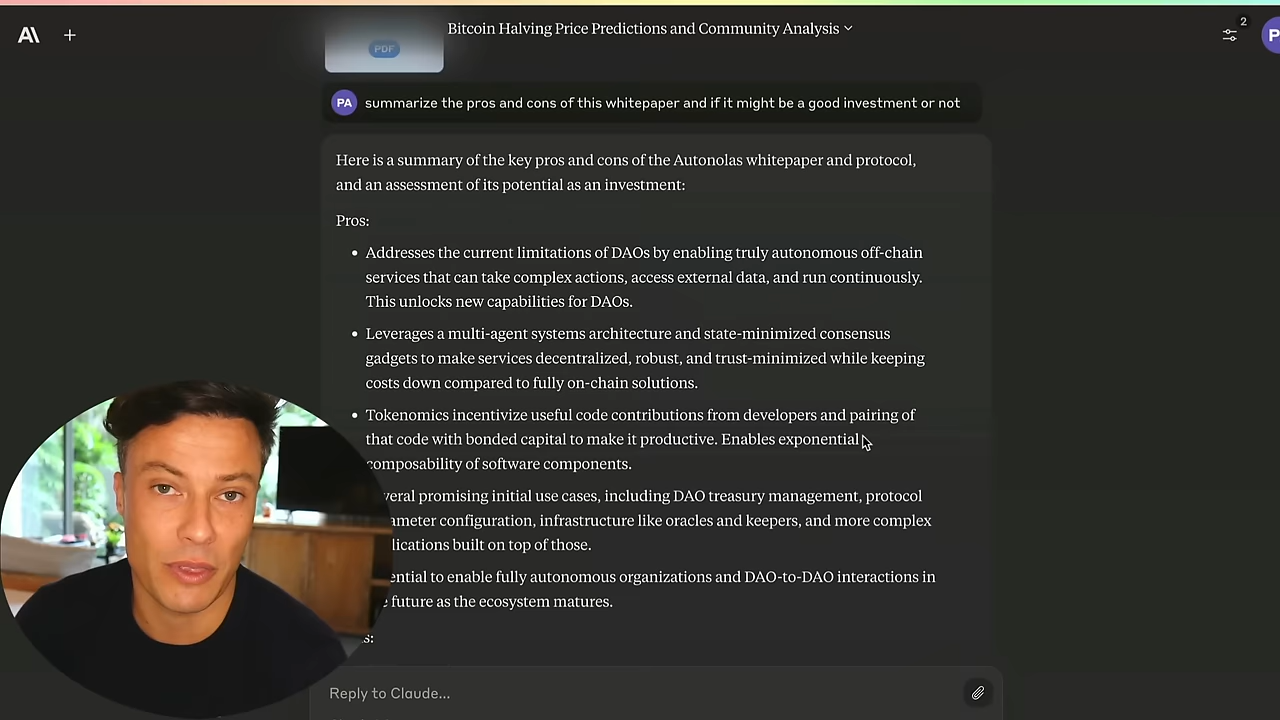 Bitcoin Halving Price Predictions and Community Analysis
2
P
PDF
PA summarize the pros and cons of this whitepaper and if it might be a good investment or not
Here is a summary of the key pros and cons of the Autonolas whitepaper and protocol,
and an assessment of its potential as an investment:
Pros:
Addresses the current limitations of DAOs by enabling truly autonomous off-chain
services that can take complex actions, access external data, and run continuously.
This unlocks new capabilities for DAOs.
Leverages a multi-agent systems architecture and state-minimized consensus
gadgets to make services decentralized, robust, and trust-minimized while keeping
costs down compared to fully on-chain solutions.
Tokenomics incentivize useful code contributions from developers and pairing of
that code with bonded capital to make it productive. Enables exponential
composability of software components.
veral promising initial use cases, including DAO treasury management, protocol
ameter configuration, infrastructure like oracles and keepers, and more complex
lications built on top of those.
ential to enable fully autonomous organizations and DAO-to-DAO interactions in
future as the ecosystem matures.
s:
Reply to Claude...